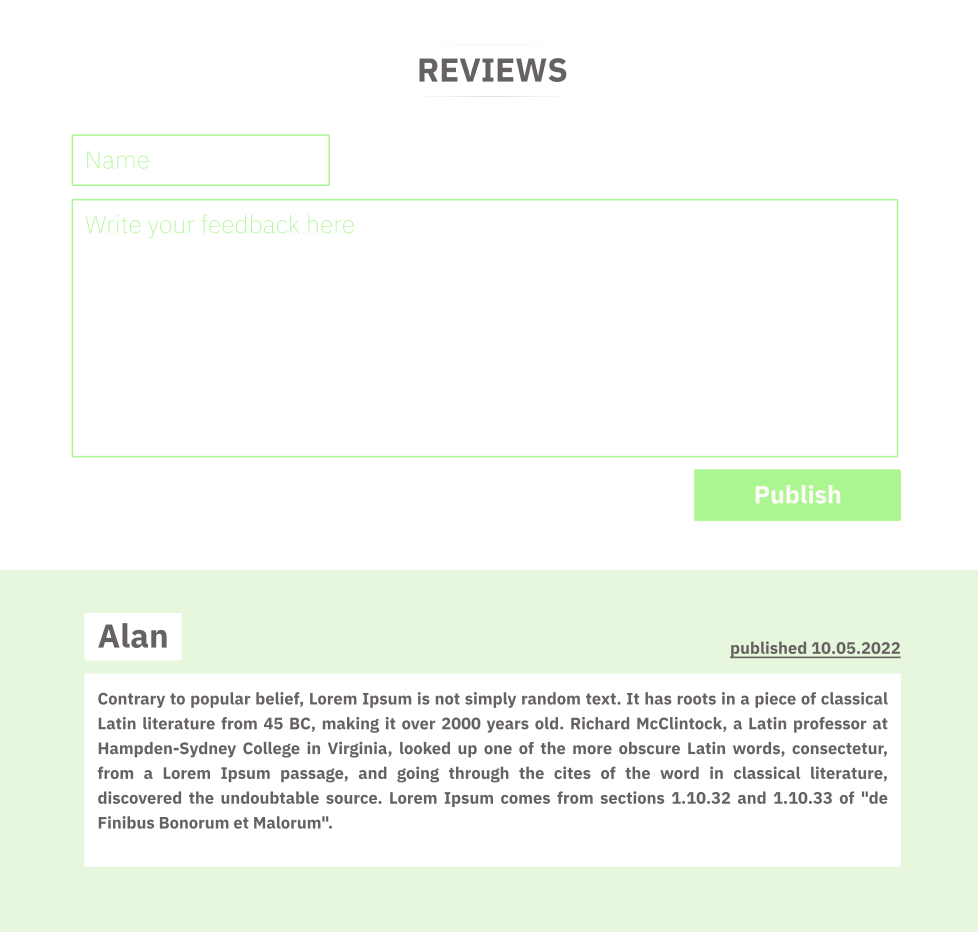 REVIEWS
Name
Write your feedback here
Publish
Alan
published 10.05.2022
Contrary to popular belief, Lorem Ipsum is not simply random text. It has roots in a piece of classical
Latin literature from 45 BC, making it over 2000 years old. Richard McClintock, a Latin professor at
Hampden-Sydney College in Virginia, looked up one of the more obscure Latin words, consectetur,
from a Lorem Ipsum passage, and going through the cites of the word in classical literature,
discovered the undoubtable source. Lorem Ipsum comes from sections 1.10.32 and 1.10.33 of "de
Finibus Bonorum et Malorum".